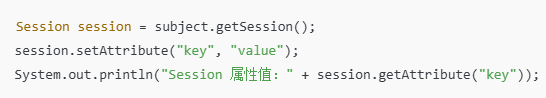 Session session = subject.getSession();
session.setAttribute("key", "value");
System.out.println("Session 属性值：" + session.getAttribute("key"));